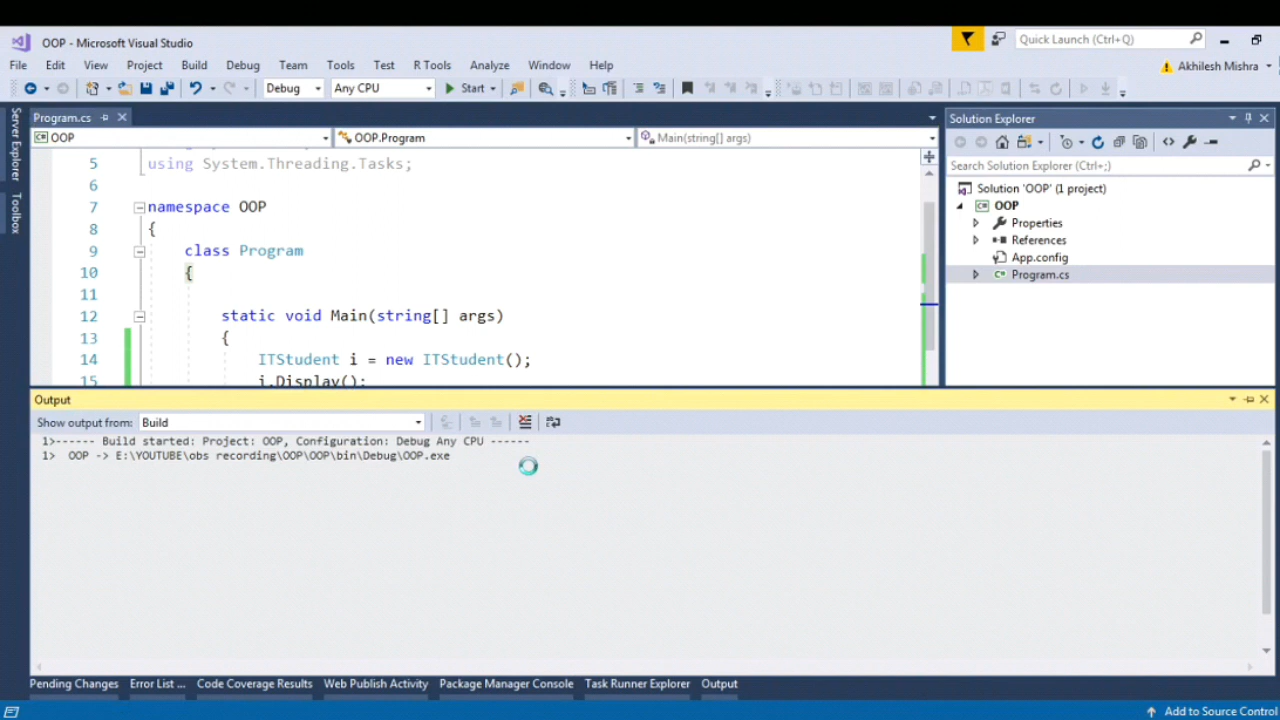 OOP - Microsoft Visual Studio
Quick Launch (Ctrl+Q)
File Edit View Project Build Debug Team Tools Test R Tools Analyze Window Help
Akhilesh Mishra
Debug Any CPU Start
Program.cs
OOP OOP.Program Main(string[] args)
5 using System.Threading.Tasks;
6
7 namespace OOP
8 {
9 class Program
10 {
11
12 static void Main(string[] args)
13 {
14 ITStudent i = new ITStudent();
15 i.Display();
Server Explorer
Toolbox
Solution Explorer
Search Solution Explorer (Ctrl+;)
Solution 'OOP' (1 project)
OOP
Properties
References
App.config
Program.cs
Output
Show output from: Build
1>------ Build started: Project: OOP, Configuration: Debug Any CPU ------
1> OOP -> E:\YOUTUBE\obs recording\OOP\OOP\bin\Debug\OOP.exe
Pending Changes Error List ... Code Coverage Results Web Publish Activity Package Manager Console Task Runner Explorer Output
Add to Source Control